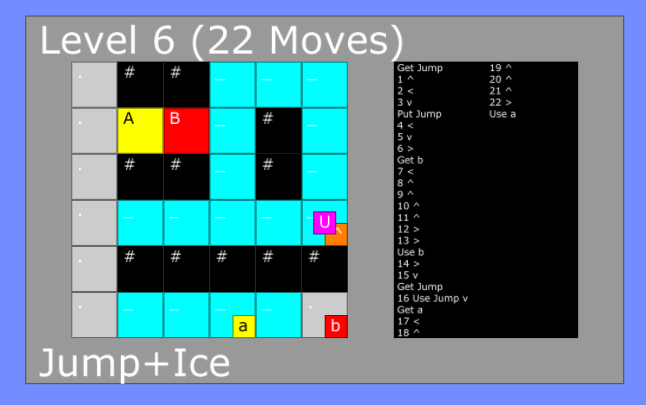 Level 6 (22 Moves)
. # # _ _ _
. A B _ # _
. # # _ # _
. _ _ _ _ _ U
. # # # # #
. _ _ _ a _ . b
Jump+Ice
Get Jump
1 ^
2 <
3 v
Put Jump
4 <
5 v
6 >
Get b
7 <
8 ^
9 ^
10 ^
11 ^
12 >
13 >
Use b
14 >
15 v
Get Jump
16 Use Jump v
Get a
17 <
18 ^
19 ^
20 ^
21 ^
22 >
Use a